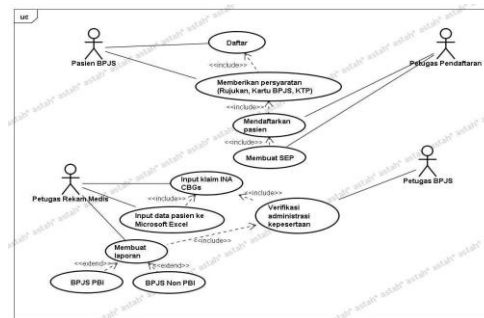 uc
Pasien BPJS
Daftar
<<include>>
Memberikan persyaratan
(Rujukan, Kartu BPJS, KTP)
Petugas Pendaftaran
<<include>>
Mendaftarkan
pasien
<<include>>
Membuat SEP
Petugas Rekam Medis
Input klaim INA
CBGs
<<include>>
<<include>>
Petugas BPJS
Input data pasien ke
Microsoft Excel
Verifikasi
administrasi
kepesertaan
Membuat
laporan
<<include>>
<<extend>>
<<extend>>
BPJS PBI
BPJS Non PBI